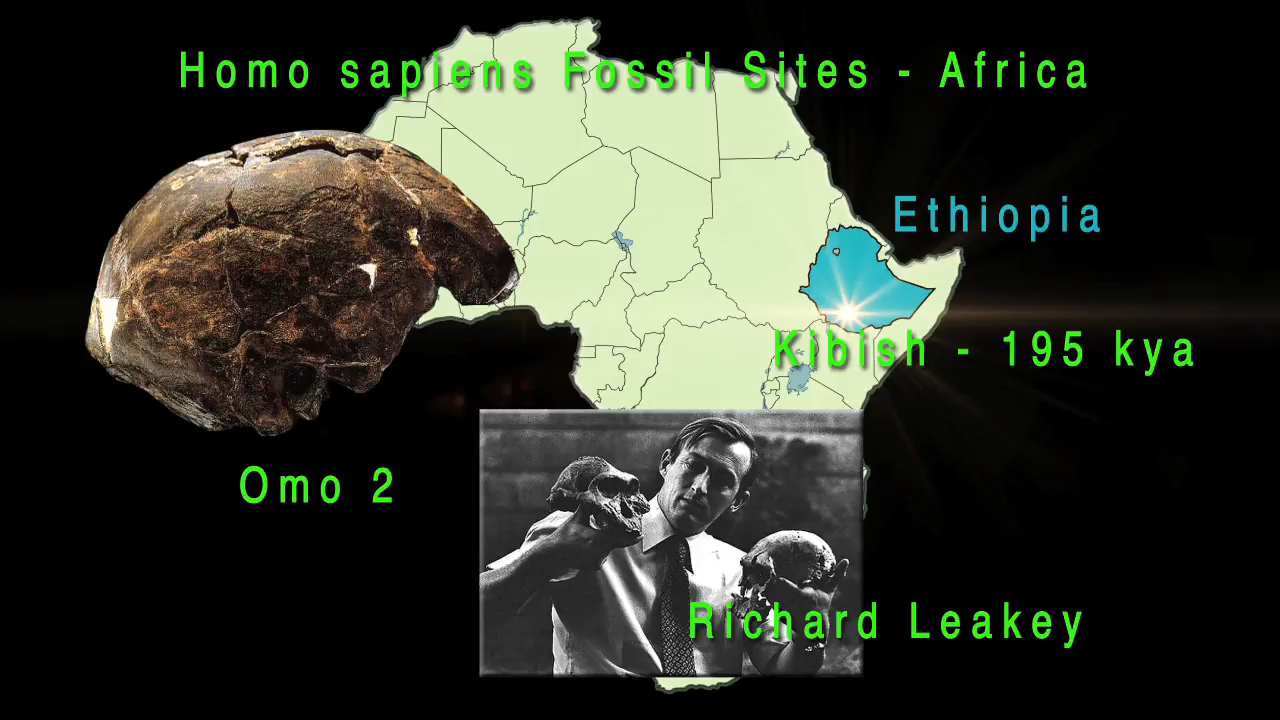 Homo sapiens Fossil Sites - Africa
Ethiopia
Kibish - 195 kya
Omo 2
Richard Leakey